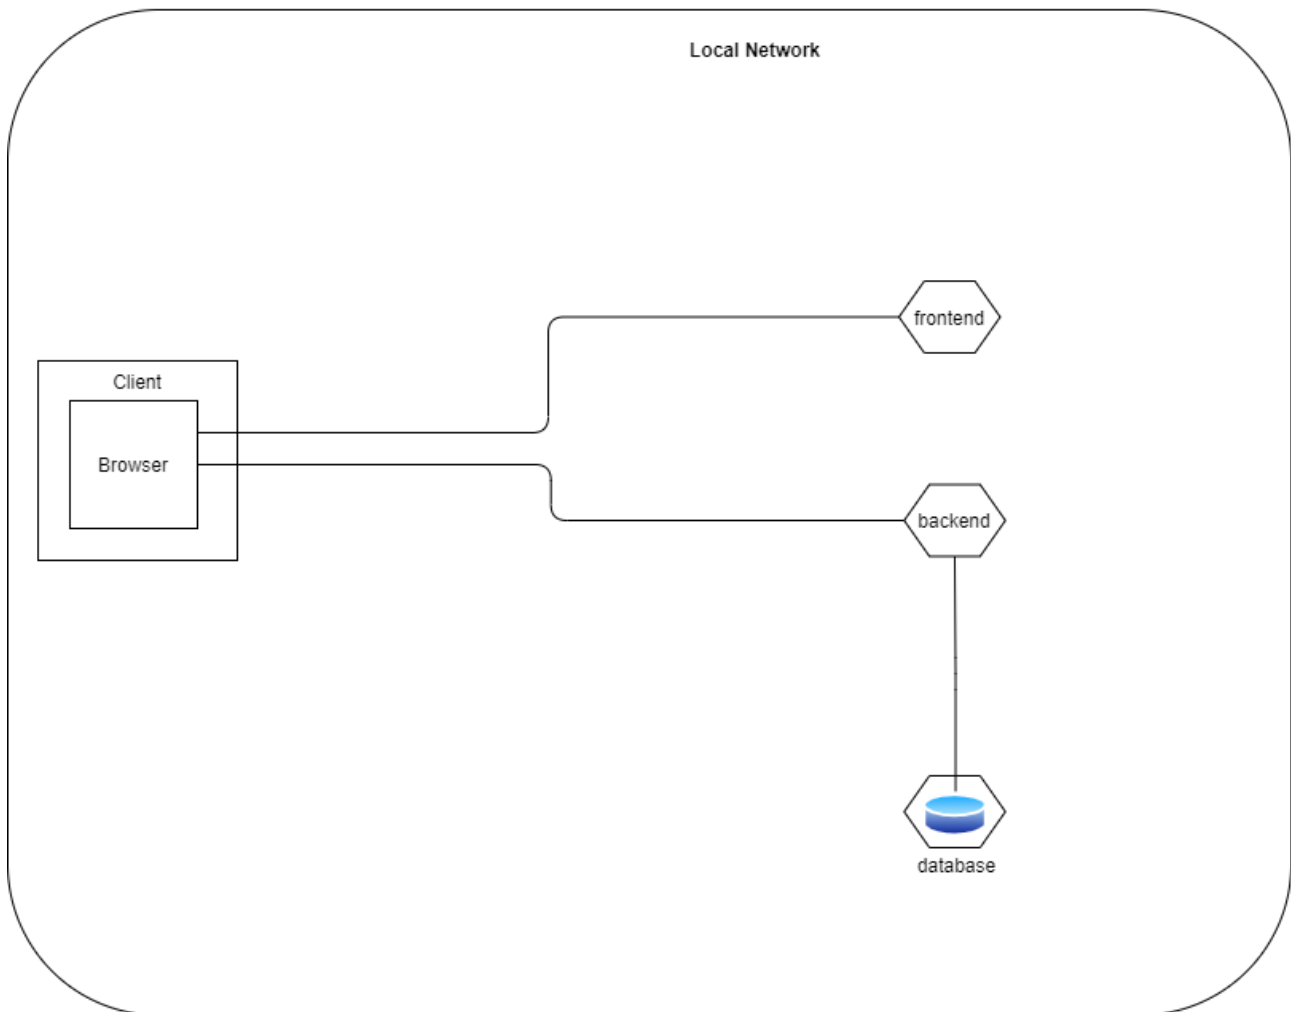 Local Network
frontend
Client
Browser
backend
database